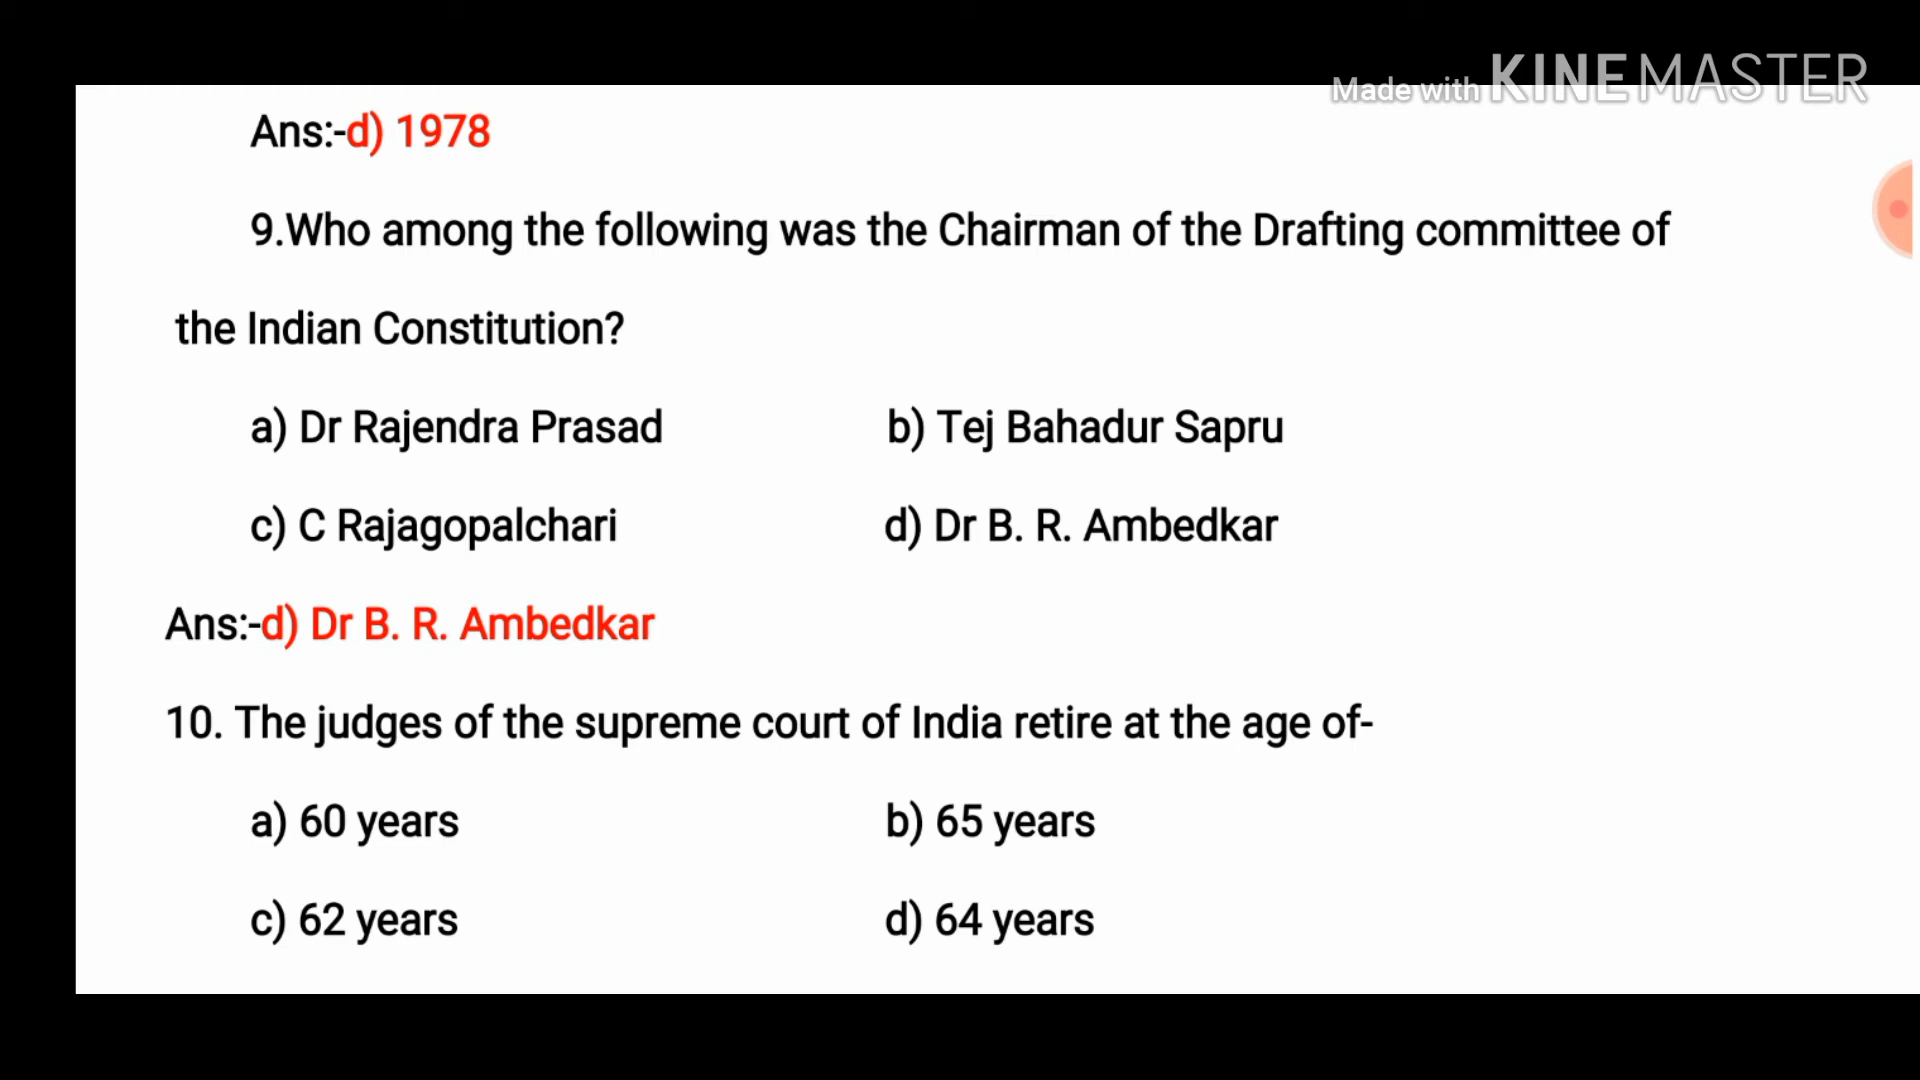 Made with KINEMASTER
Ans:-d) 1978
9.Who among the following was the Chairman of the Drafting committee of
the Indian Constitution?
a) Dr Rajendra Prasad b) Tej Bahadur Sapru
c) C Rajagopalchari d) Dr B. R. Ambedkar
Ans:-d) Dr B. R. Ambedkar
10. The judges of the supreme court of India retire at the age of-
a) 60 years b) 65 years
c) 62 years d) 64 years